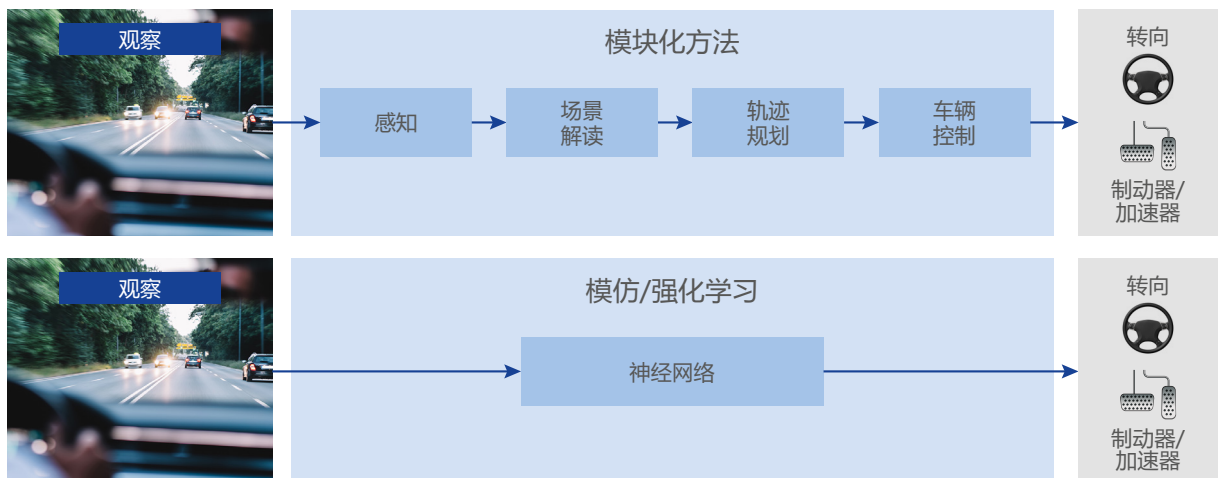 观察
模块化方法
感知
场景
解读
轨迹
规划
车辆
控制
转向
制动器/
加速器
观察
模仿/强化学习
神经网络
转向
制动器/
加速器